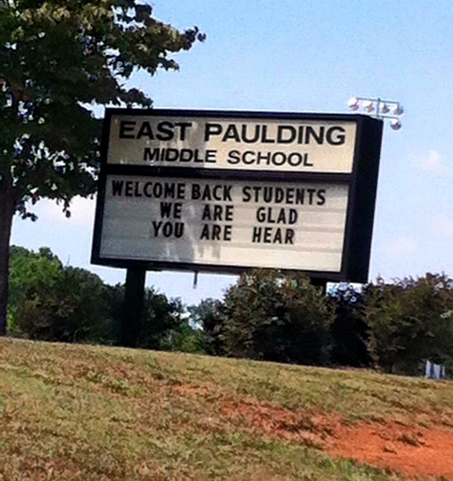 EAST PAULDING
MIDDLE SCHOOL
WELCOME BACK STUDENTS
WE ARE GLAD
YOU ARE HEAR